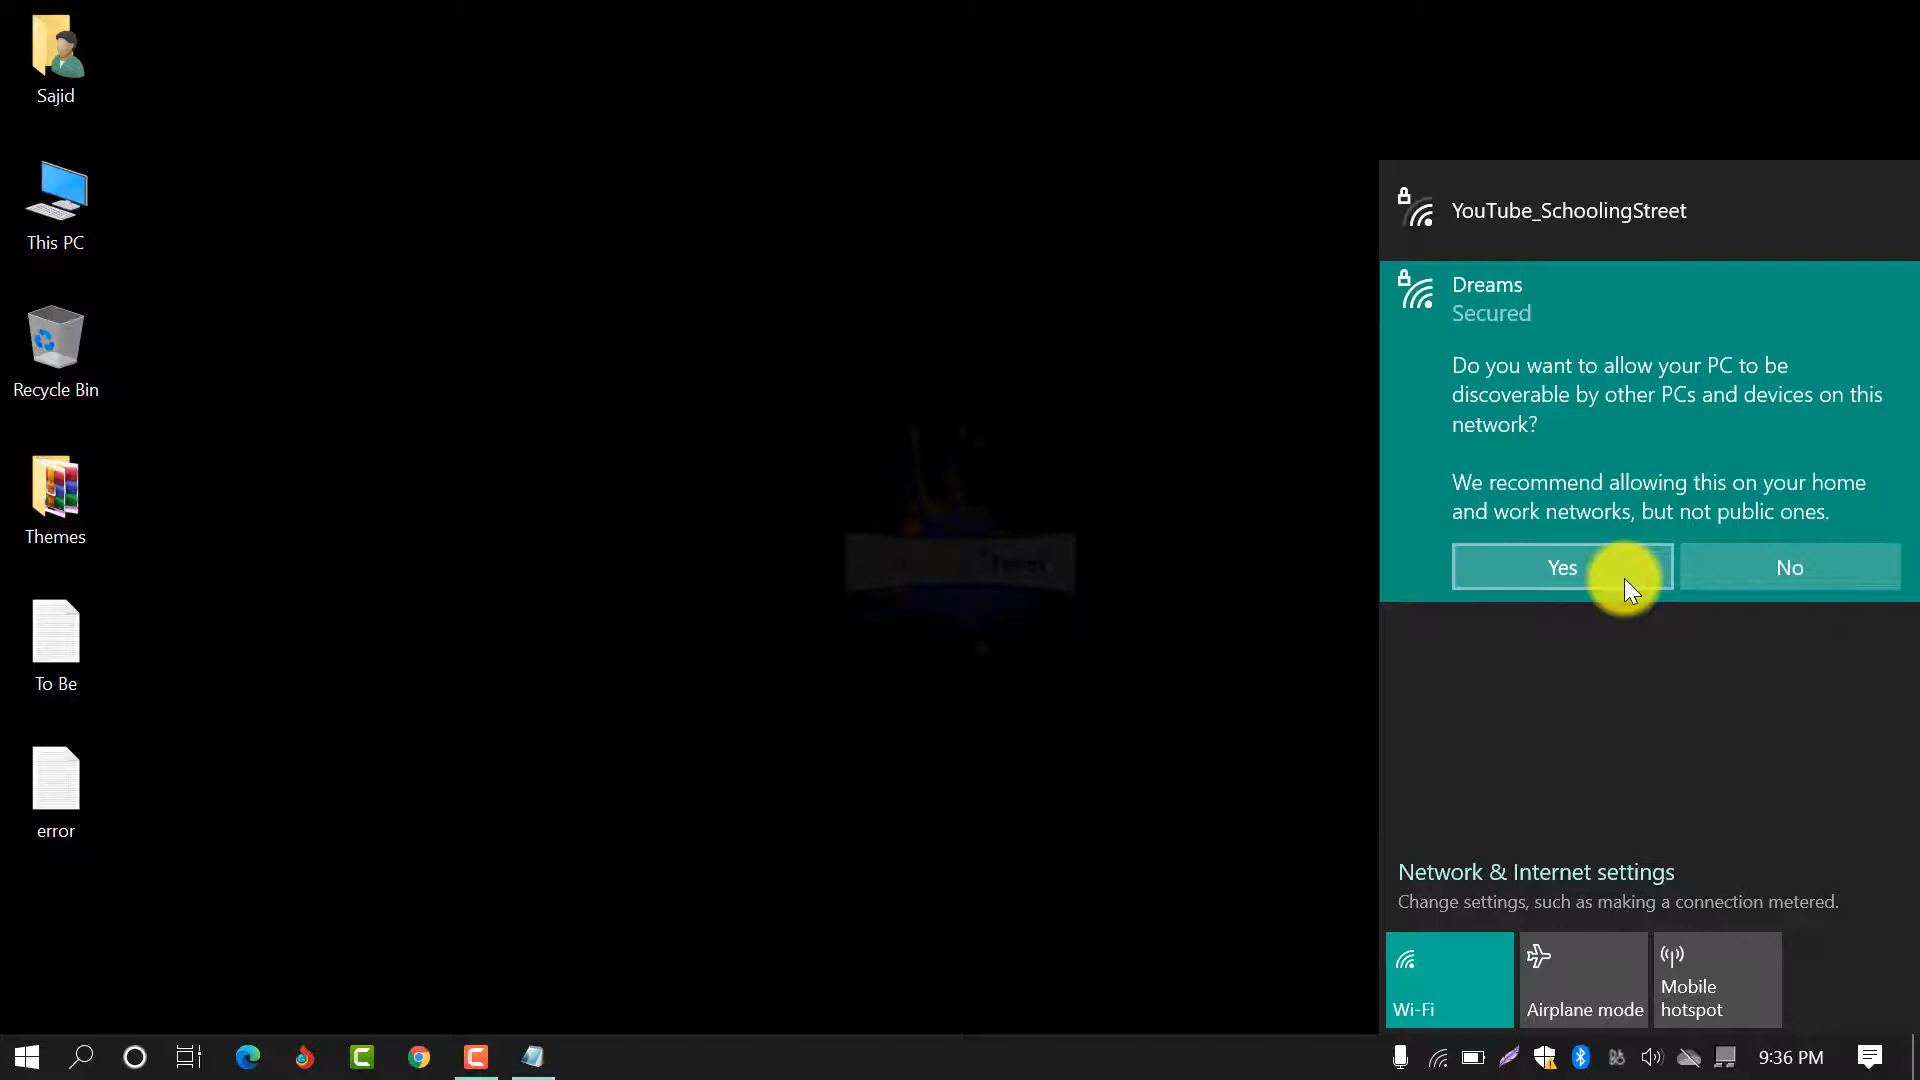 Sajid
This PC
Recycle Bin
Themes
To Be
error
YouTube_SchoolingStreet
Dreams
Secured
Do you want to allow your PC to be
discoverable by other PCs and devices on this
network?
We recommend allowing this on your home
and work networks, but not public ones.
Yes
No
Network & Internet settings
Change settings, such as making a connection metered.
Wi-Fi
Airplane mode
Mobile
hotspot
9:36 PM